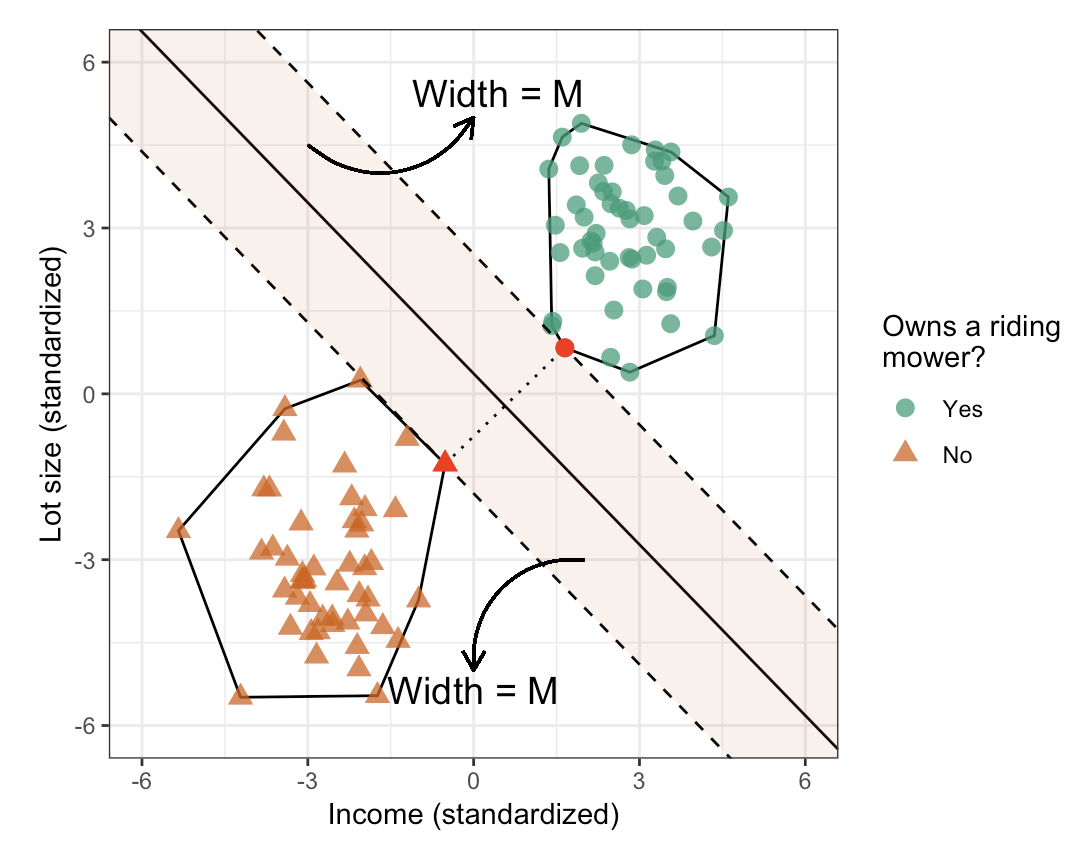 Width = M
Width = M
6
3
0
-3
-6
-6
-3
0
3
6
Lot size (standardized)
Income (standardized)
Owns a riding
mower?
Yes
No